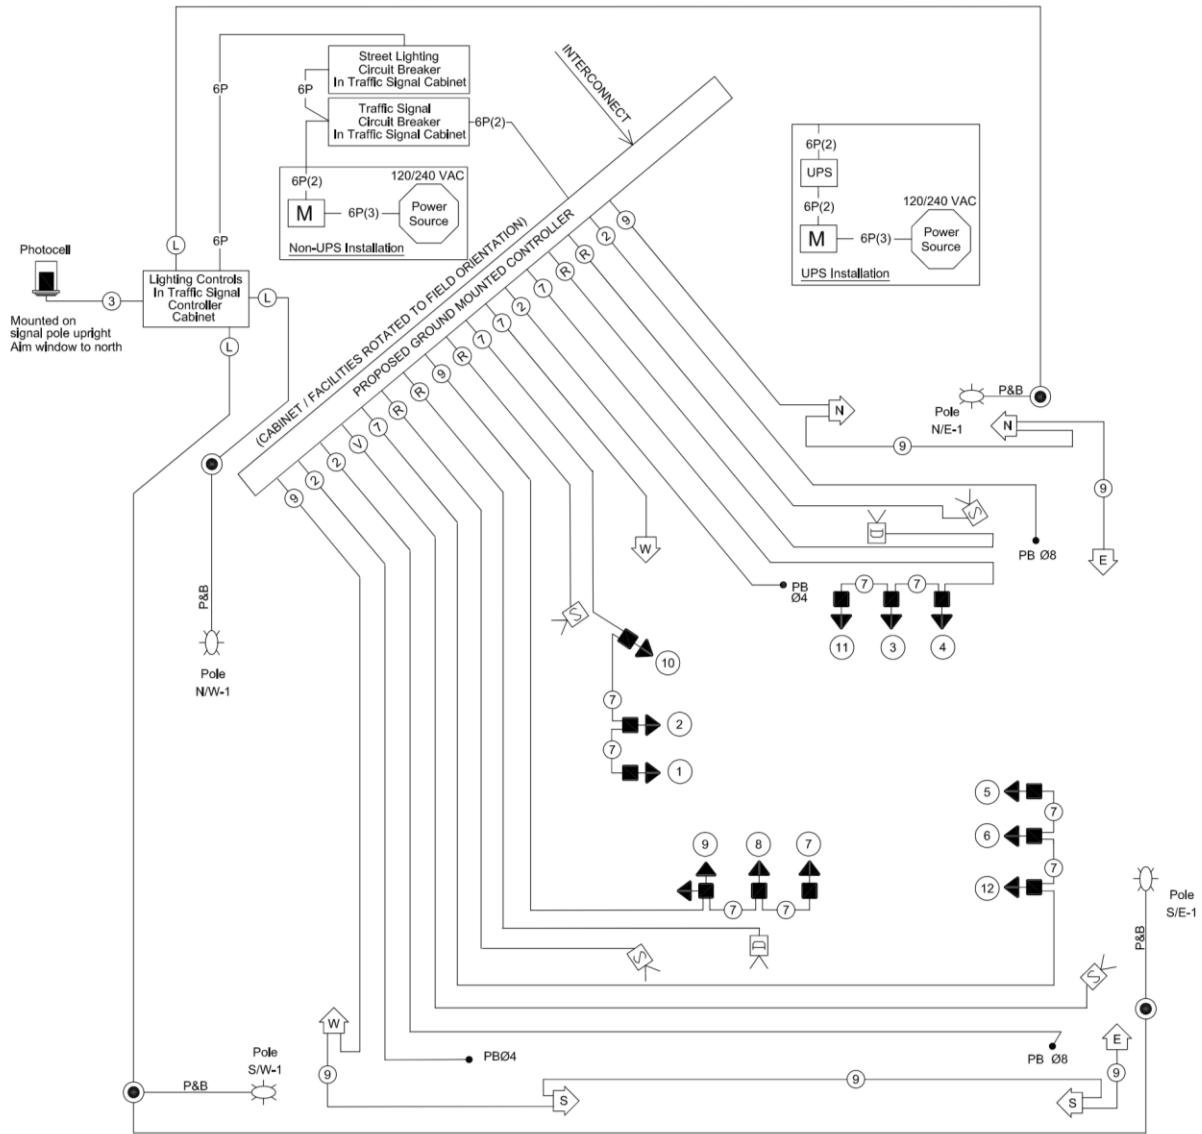 Street Lighting
Circuit Breaker
In Traffic Signal Cabinet
6P
6P
Traffic Signal
Circuit Breaker
In Traffic Signal Cabinet
6P(2)
INTERCONNECT
6P(2)
120/240 VAC
M
6P(3)
Power
Source
Non-UPS Installation
6P(2)
UPS
6P(2)
120/240 VAC
M
6P(3)
Power
Source
UPS Installation
6P
L
Photocell
3
Mounted on
signal pole upright
Aim window to north
Lighting Controls
In Traffic Signal
Controller
Cabinet
L
L
(CABINET / FACILITIES ROTATED TO FIELD ORIENTATION)
PROPOSED GROUND MOUNTED CONTROLLER
9
2
R
R
7
2
7
7
R
9
R
R
7
V
2
2
9
N
P&B
Pole
N/E-1
N
9
9
E
S
D
PB Ø8
W
PB
Ø4
7
7
11
3
4
S
10
7
2
7
1
P&B
Pole
N/W-1
5
7
6
7
12
9
8
7
7
7
Pole
S/E-1
P&B
D
S
S
W
PBØ4
PB Ø8
E
Pole
S/W-1
P&B
9
9
9
S
S